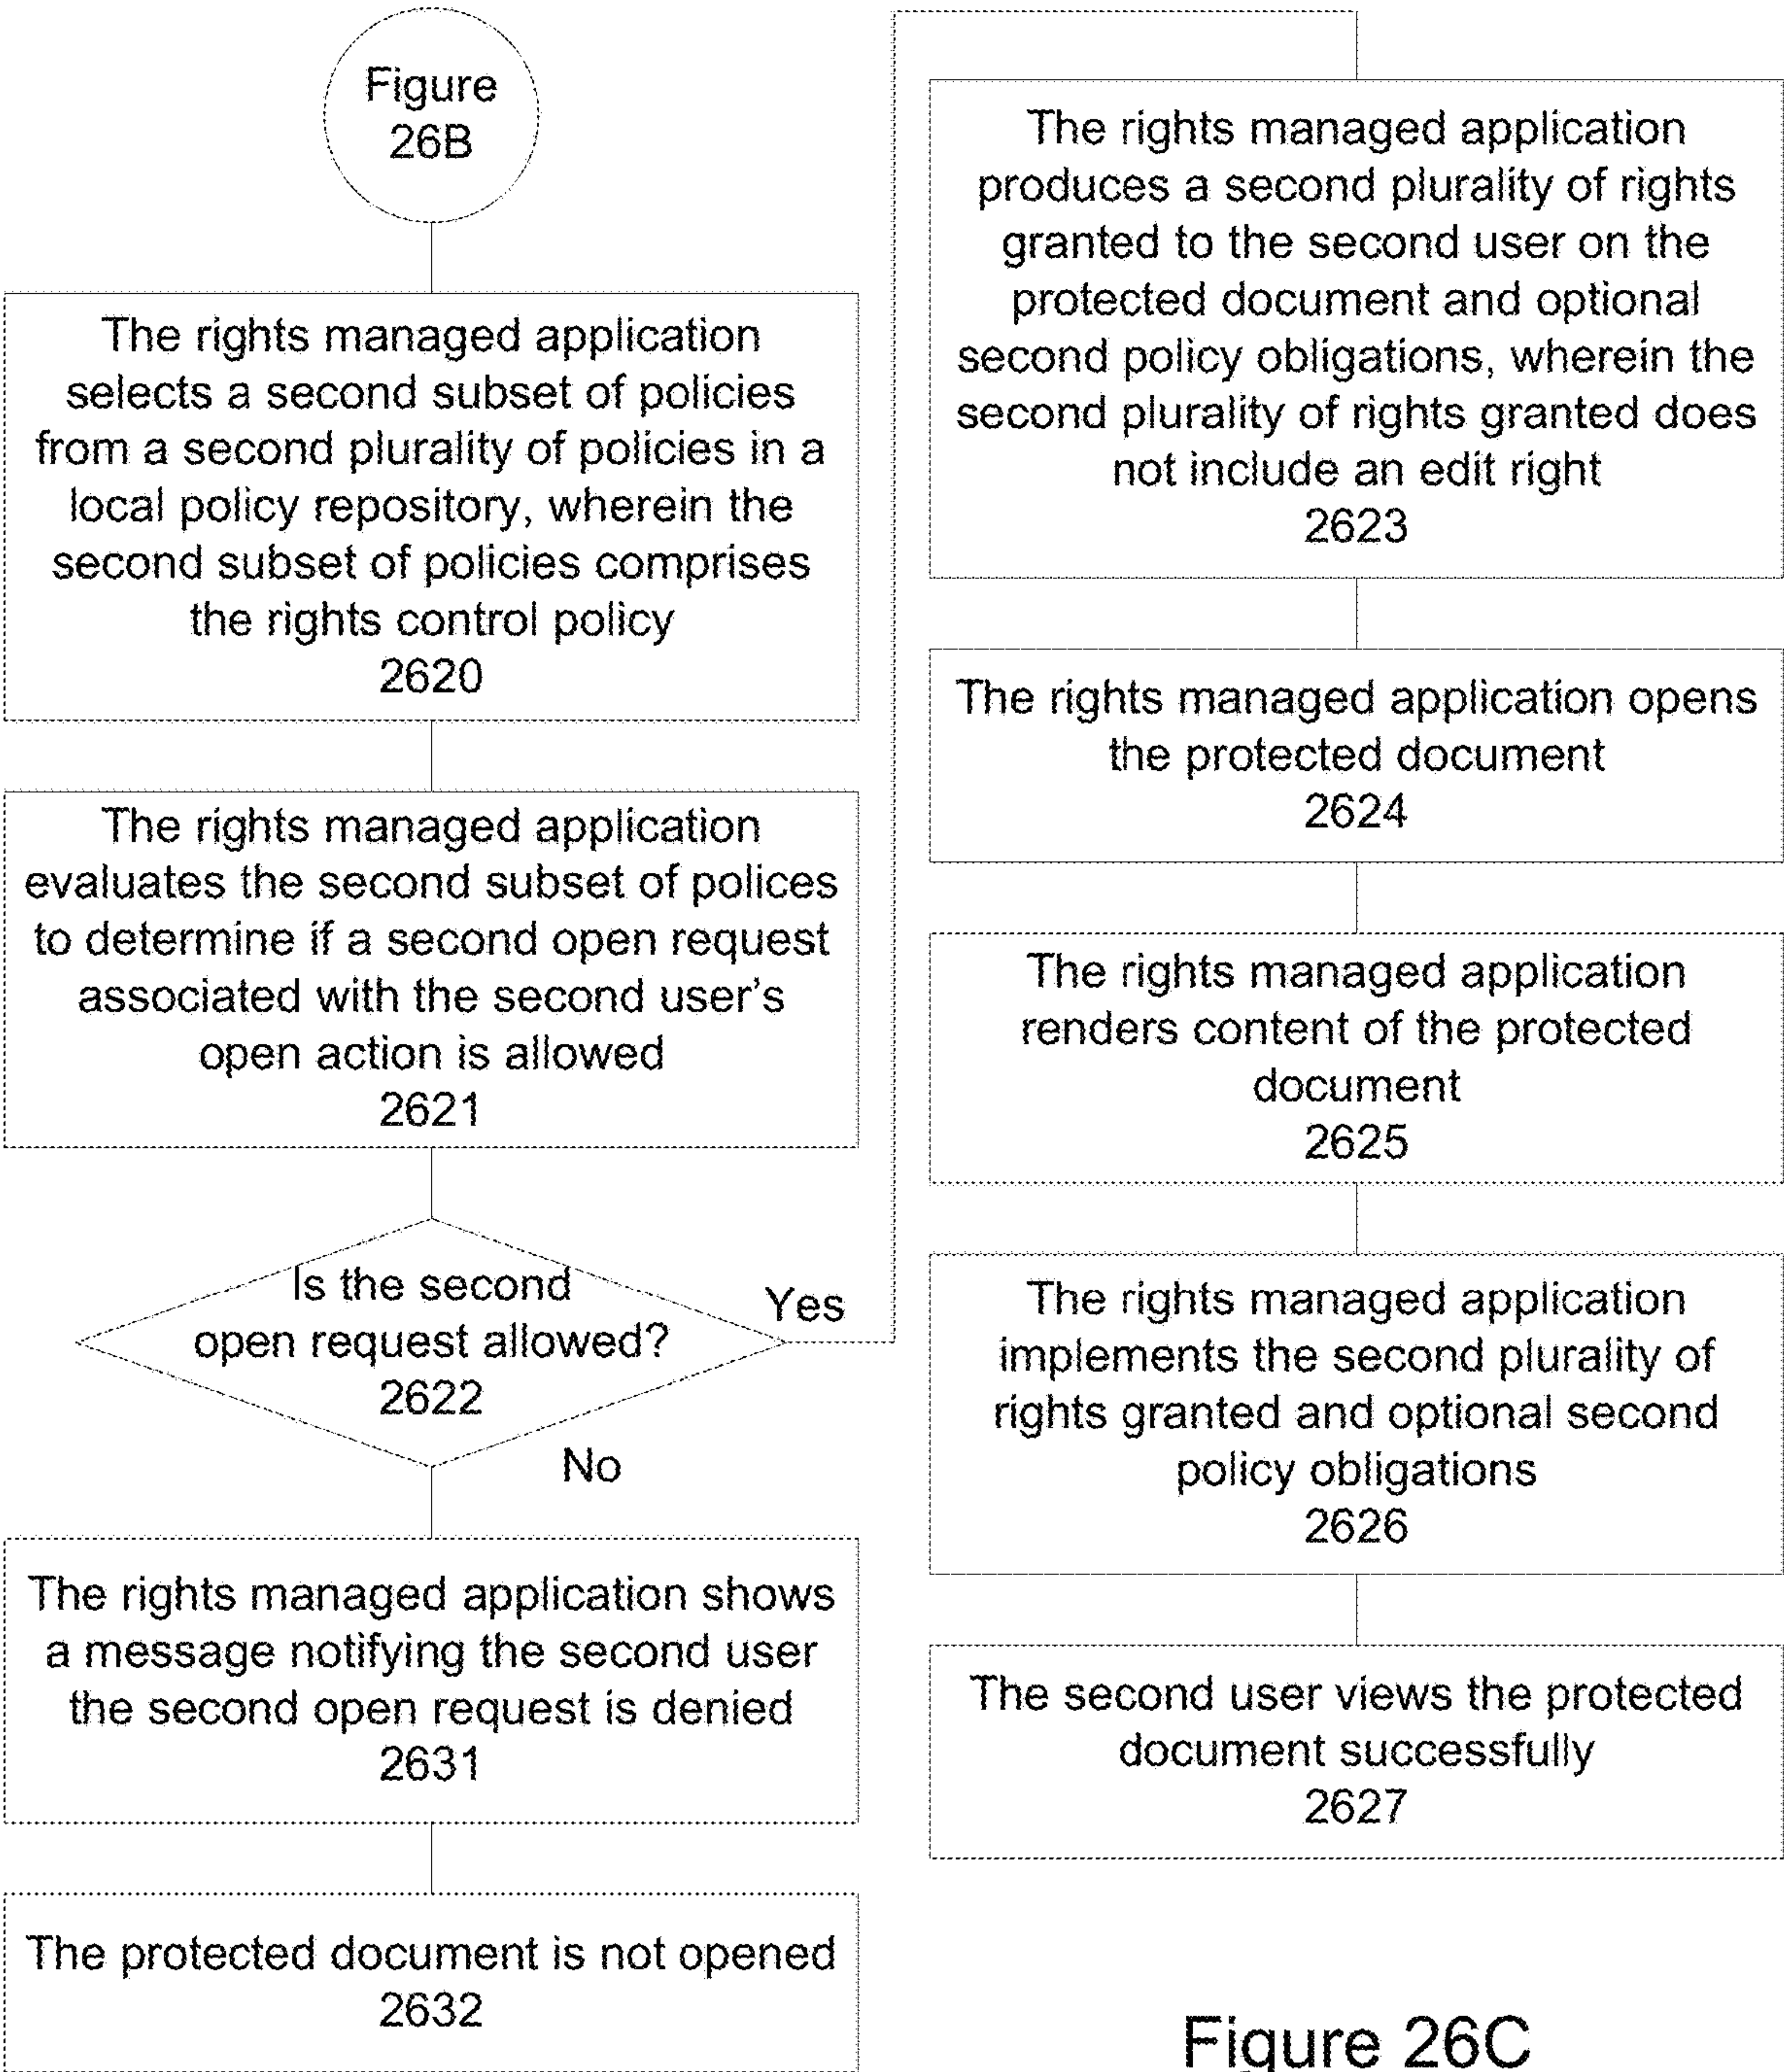 Figure
26B
The rights managed application
selects a second subset of policies
from a second plurality of policies in a
local policy repository, wherein the
second subset of policies comprises
the rights control policy
2620
The rights managed application
evaluates the second subset of polices
to determine if a second open request
associated with the second user's
open action is allowed
2621
Is the second
open request allowed?
2622
Yes
No
The rights managed application shows
a message notifying the second user
the second open request is denied
2631
The protected document is not opened
2632
The rights managed application
produces a second plurality of rights
granted to the second user on the
protected document and optional
second policy obligations, wherein the
second plurality of rights granted does
not include an edit right
2623
The rights managed application opens
the protected document
2624
The rights managed application
renders content of the protected
document
2625
The rights managed application
implements the second plurality of
rights granted and optional second
policy obligations
2626
The second user views the protected
document successfully
2627
Figure 26C